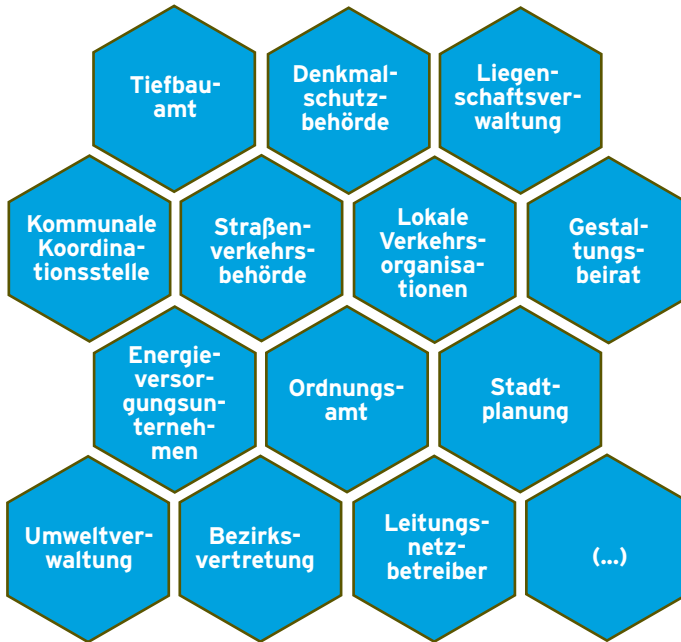 Tiefbau-
amt
Denkmal-
schutz-
behörde
Liegen-
schaftsver-
waltung
Kommunale
Koordina-
tionsstelle
Straßen-
verkehrs-
behörde
Lokale
Verkehrs-
organisa-
tionen
Gestal-
tungs-
beirat
Energie-
versor-
gungsun-
terneh-
men
Ordnungs-
amt
Stadt-
planung
Umweltver-
waltung
Bezirks-
vertretung
Leitungs-
netz-
betreiber
(...)